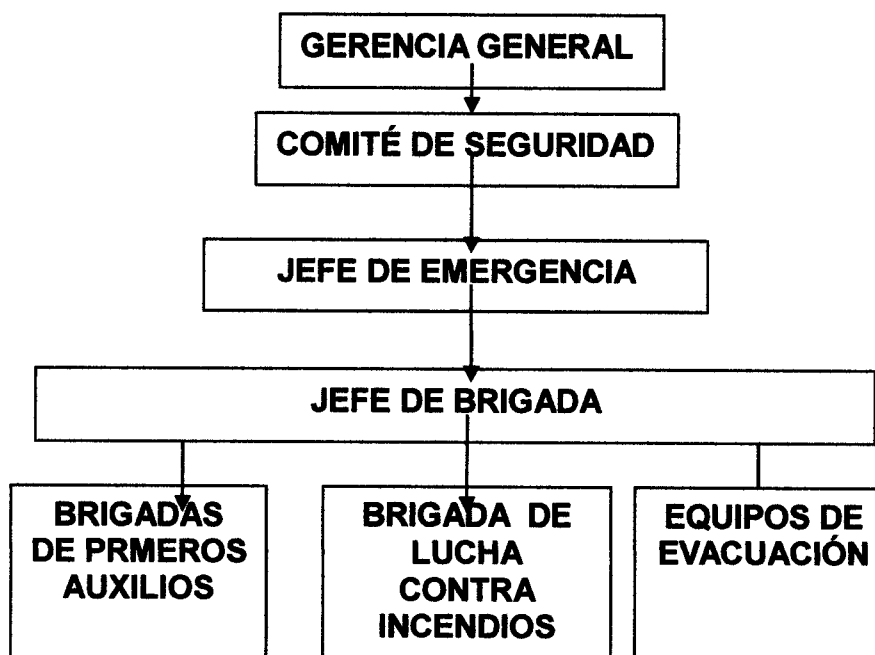 GERENCIA GENERAL
COMITÉ DE SEGURIDAD
JEFE DE EMERGENCIA
JEFE DE BRIGADA
BRIGADAS
DE PRMEROS
AUXILIOS
BRIGADA DE
LUCHA
CONTRA
INCENDIOS
EQUIPOS DE
EVACUACIÓN